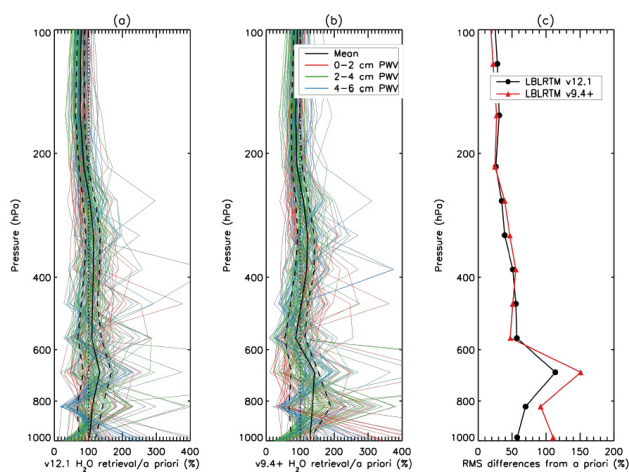 (a)
(b)
(c)
100
200
400
600
800
1000
Pressure (hPa)
0
100
200
300
400
v12.1 H2O retrieval/a priori (%)
100
200
400
600
800
1000
Pressure (hPa)
Mean
0-2 cm PWV
2-4 cm PWV
4-6 cm PWV
0
100
200
300
400
v9.4+ H2O retrieval/a priori (%)
100
200
400
600
800
1000
Pressure (hPa)
LBLRTM v12.1
LBLRTM v9.4+
0
50
100
150
200
RMS differences from a priori (%)